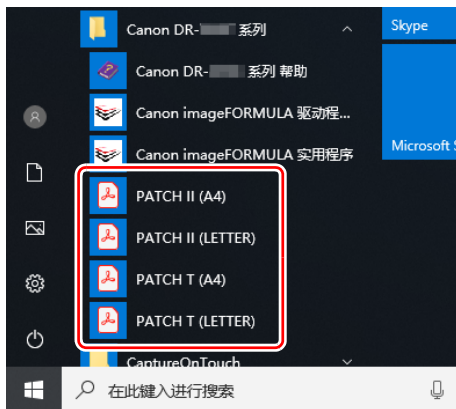 Canon DR- 系列
Skype
Canon DR- 系列 帮助
Canon imageFORMULA 驱动程...
Canon imageFORMULA 实用程序
Microsoft
PATCH II (A4)
PATCH II (LETTER)
PATCH T (A4)
PATCH T (LETTER)
CaptureOnTouch
在此键入进行搜索